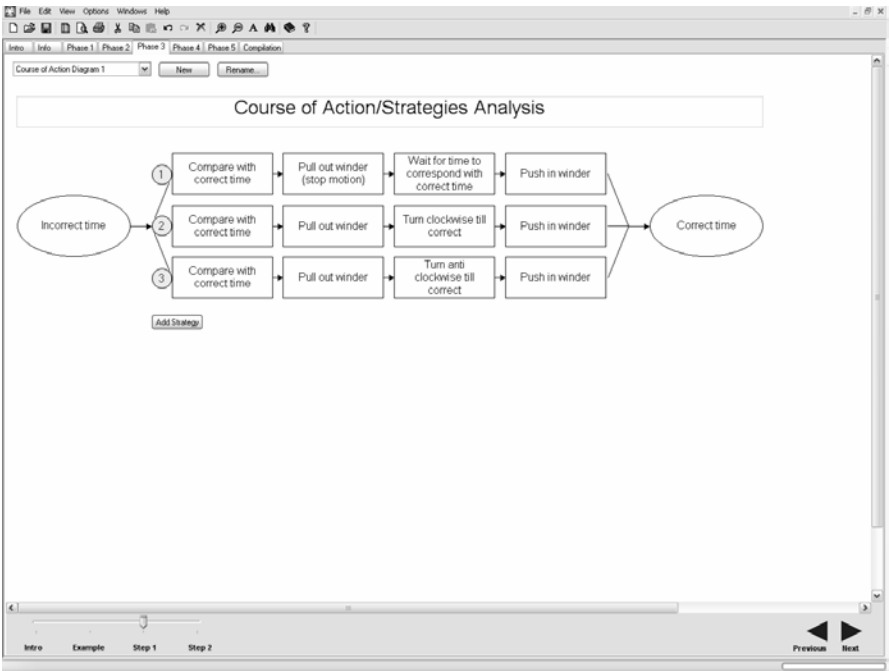 File Edit View Options Windows Help
Intro Info Phase 1 Phase 2 Phase 3 Phase 4 Phase 5 Compilation
Course of Action Diagram 1 New Rename...
Course of Action/Strategies Analysis
Incorrect time
1
Compare with
correct time
Pull out winder
(stop motion)
Wait for time to
correspond with
correct time
Push in winder
2
Compare with
correct time
Pull out winder
Turn clockwise till
correct
Push in winder
3
Compare with
correct time
Pull out winder
Turn anti
clockwise till
correct
Push in winder
Correct time
Add Strategy
Intro Example Step 1 Step 2
Previous Next